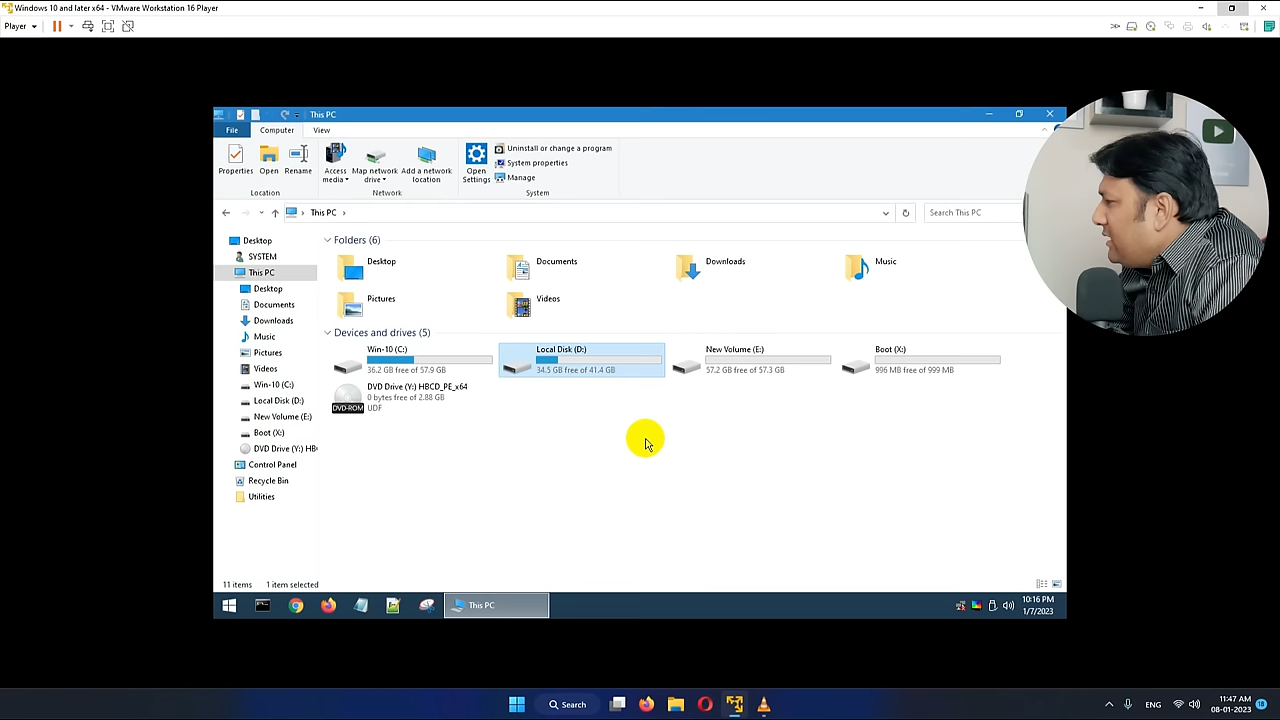 Windows 10 and later x64 - VMware Workstation 16 Player
Player
This PC
File
Computer
View
Properties
Open
Rename
Access media
Map network drive
Add a network location
Open Settings
Uninstall or change a program
System properties
Manage
Location
Network
System
This PC
Search This PC
Desktop
SYSTEM
This PC
Desktop
Documents
Downloads
Music
Pictures
Videos
Win-10 (C:)
Local Disk (D:)
New Volume (E:)
Boot (X:)
DVD Drive (Y:) HB
Control Panel
Recycle Bin
Utilities
Folders (6)
Desktop
Documents
Downloads
Music
Pictures
Videos
Devices and drives (5)
Win-10 (C:)
36.2 GB free of 57.9 GB
Local Disk (D:)
34.5 GB free of 41.4 GB
New Volume (E:)
57.2 GB free of 57.3 GB
Boot (X:)
996 MB free of 999 MB
DVD-ROM
DVD Drive (Y:) HBCD_PE_x64
0 bytes free of 2.88 GB
UDF
11 items
1 item selected
This PC
10:16 PM
1/7/2023
Search
ENG
11:47 AM
08-01-2023
18